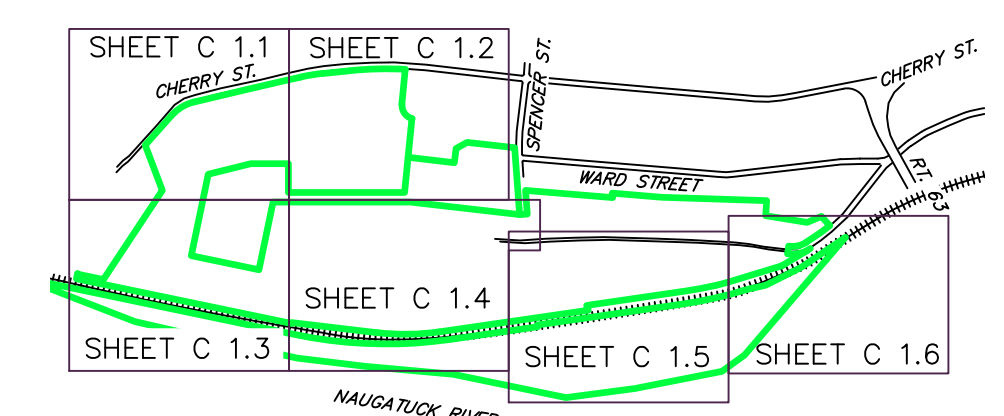 SHEET C 1.1
SHEET C 1.2
SPENCER ST.
CHERRY ST.
CHERRY ST.
WARD STREET
RT. 63
SHEET C 1.4
SHEET C 1.3
SHEET C 1.5
SHEET C 1.6
NAUGATUCK RIVER